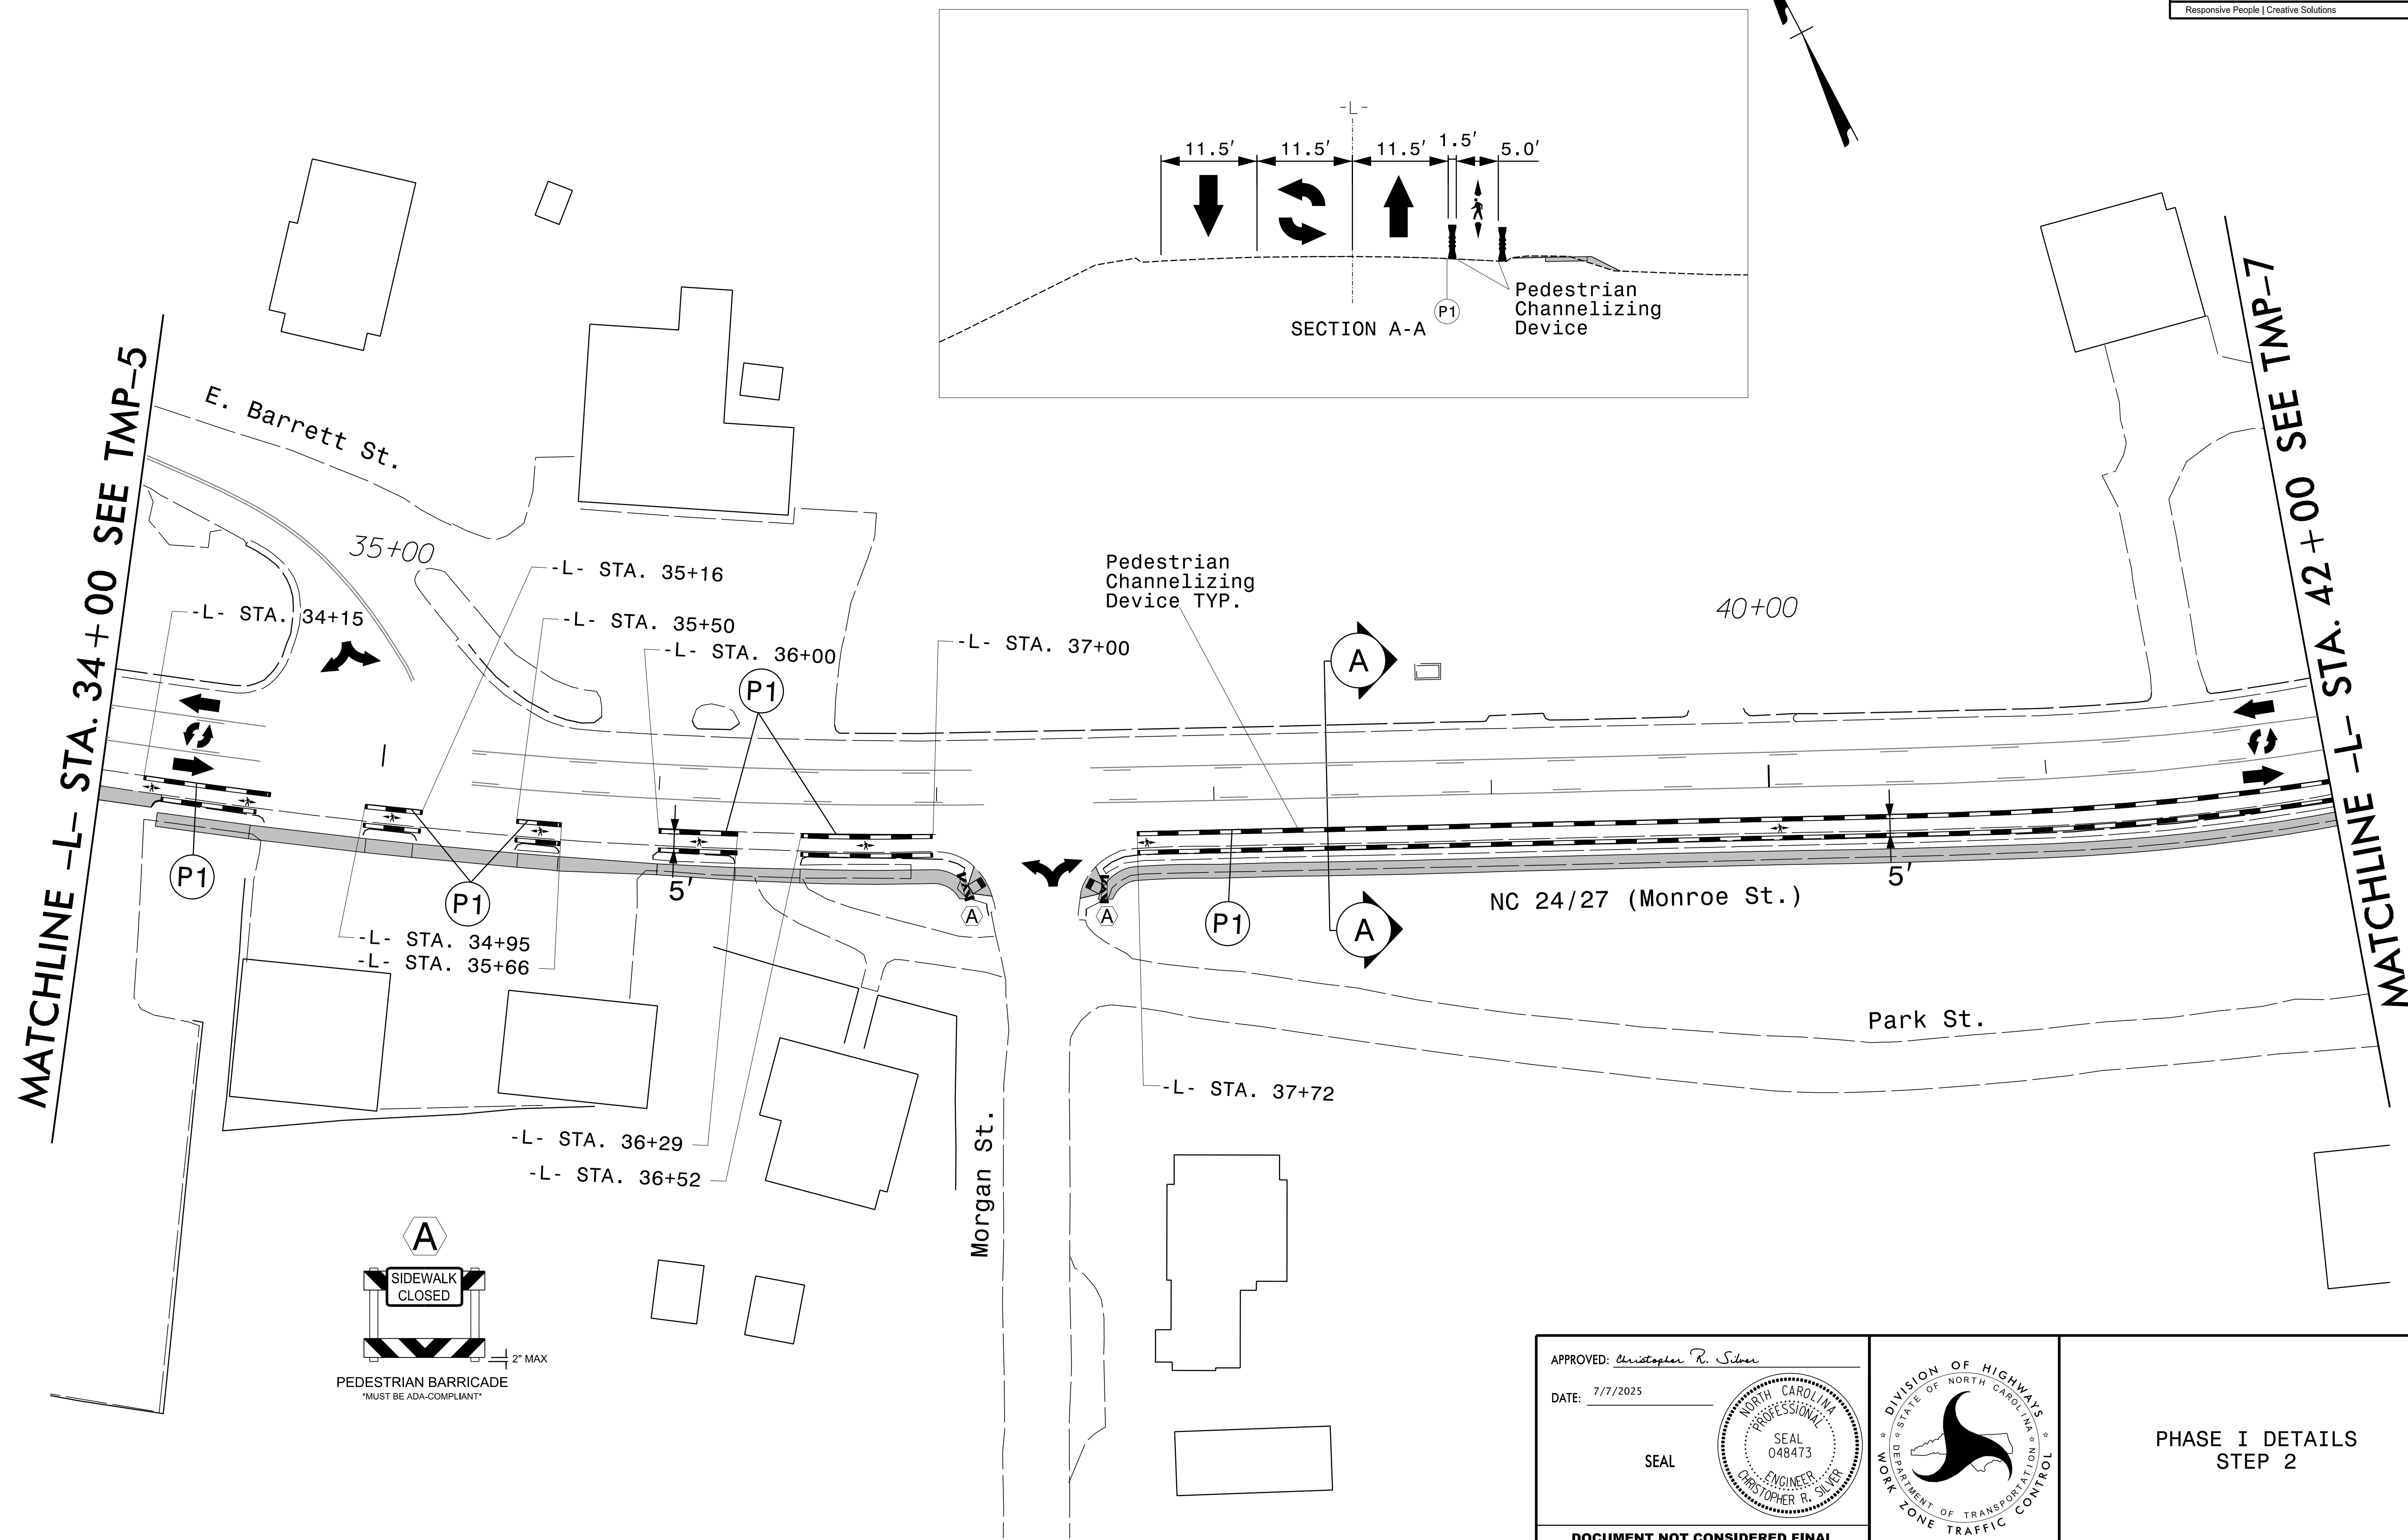 Responsive People | Creative Solutions
-L-
11.5' 11.5' 11.5' 1.5' 5.0'
P1
Pedestrian
Channelizing
Device
SECTION A-A
MATCHLINE -L- STA. 34+00 SEE TMP-5
MATCHLINE -L- STA. 42+00 SEE TMP-7
E. Barrett St.
35+00
-L- STA. 35+16
-L- STA. 34+15
-L- STA. 35+50
-L- STA. 36+00
P1
-L- STA. 37+00
Pedestrian
Channelizing
Device TYP.
A
40+00
P1
P1
5'
A
A
P1
A
5'
NC 24/27 (Monroe St.)
-L- STA. 34+95
-L- STA. 35+66
Park St.
-L- STA. 37+72
-L- STA. 36+29
-L- STA. 36+52
Morgan St.
A
SIDEWALK
CLOSED
2" MAX
PEDESTRIAN BARRICADE
*MUST BE ADA-COMPLIANT*
APPROVED: Christopher R. Silver
DATE: 7/7/2025
SEAL
NORTH CAROLINA
PROFESSIONAL
SEAL
048473
ENGINEER
CHRISTOPHER R. SILVER
DOCUMENT NOT CONSIDERED FINAL
DIVISION OF HIGHWAYS
STATE OF NORTH CAROLINA
DEPARTMENT OF TRANSPORTATION
WORK ZONE TRAFFIC CONTROL
PHASE I DETAILS
STEP 2